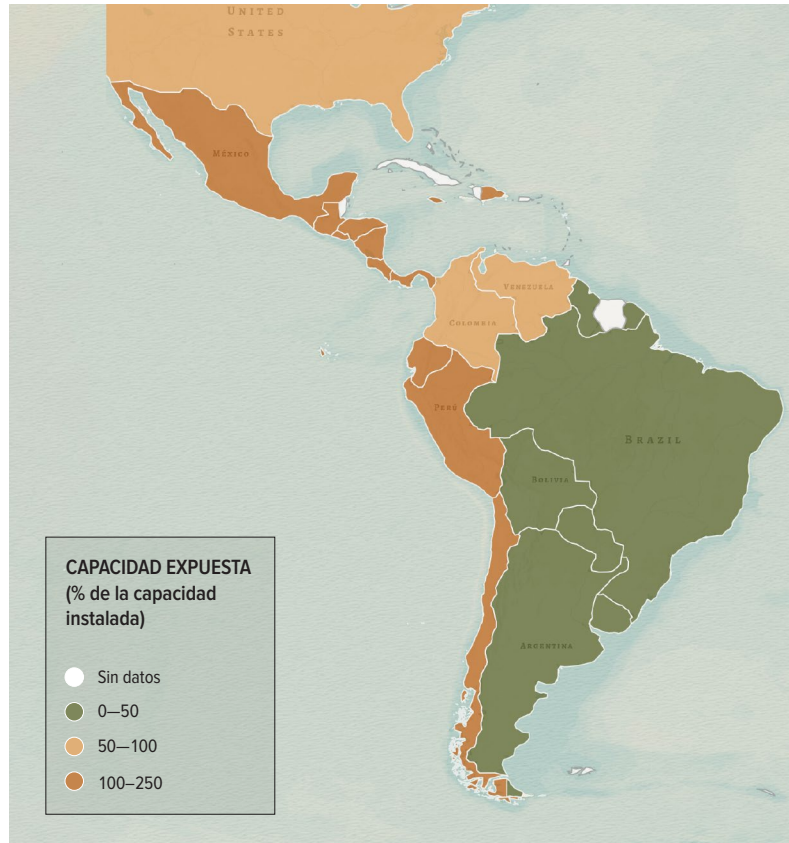 UNITED
STATES
MÉXICO
VENEZUELA
COLOMBIA
PERÚ
BRAZIL
BOLIVIA
ARGENTINA
CAPACIDAD EXPUESTA
(% de la capacidad
instalada)
Sin datos
0—50
50—100
100–250